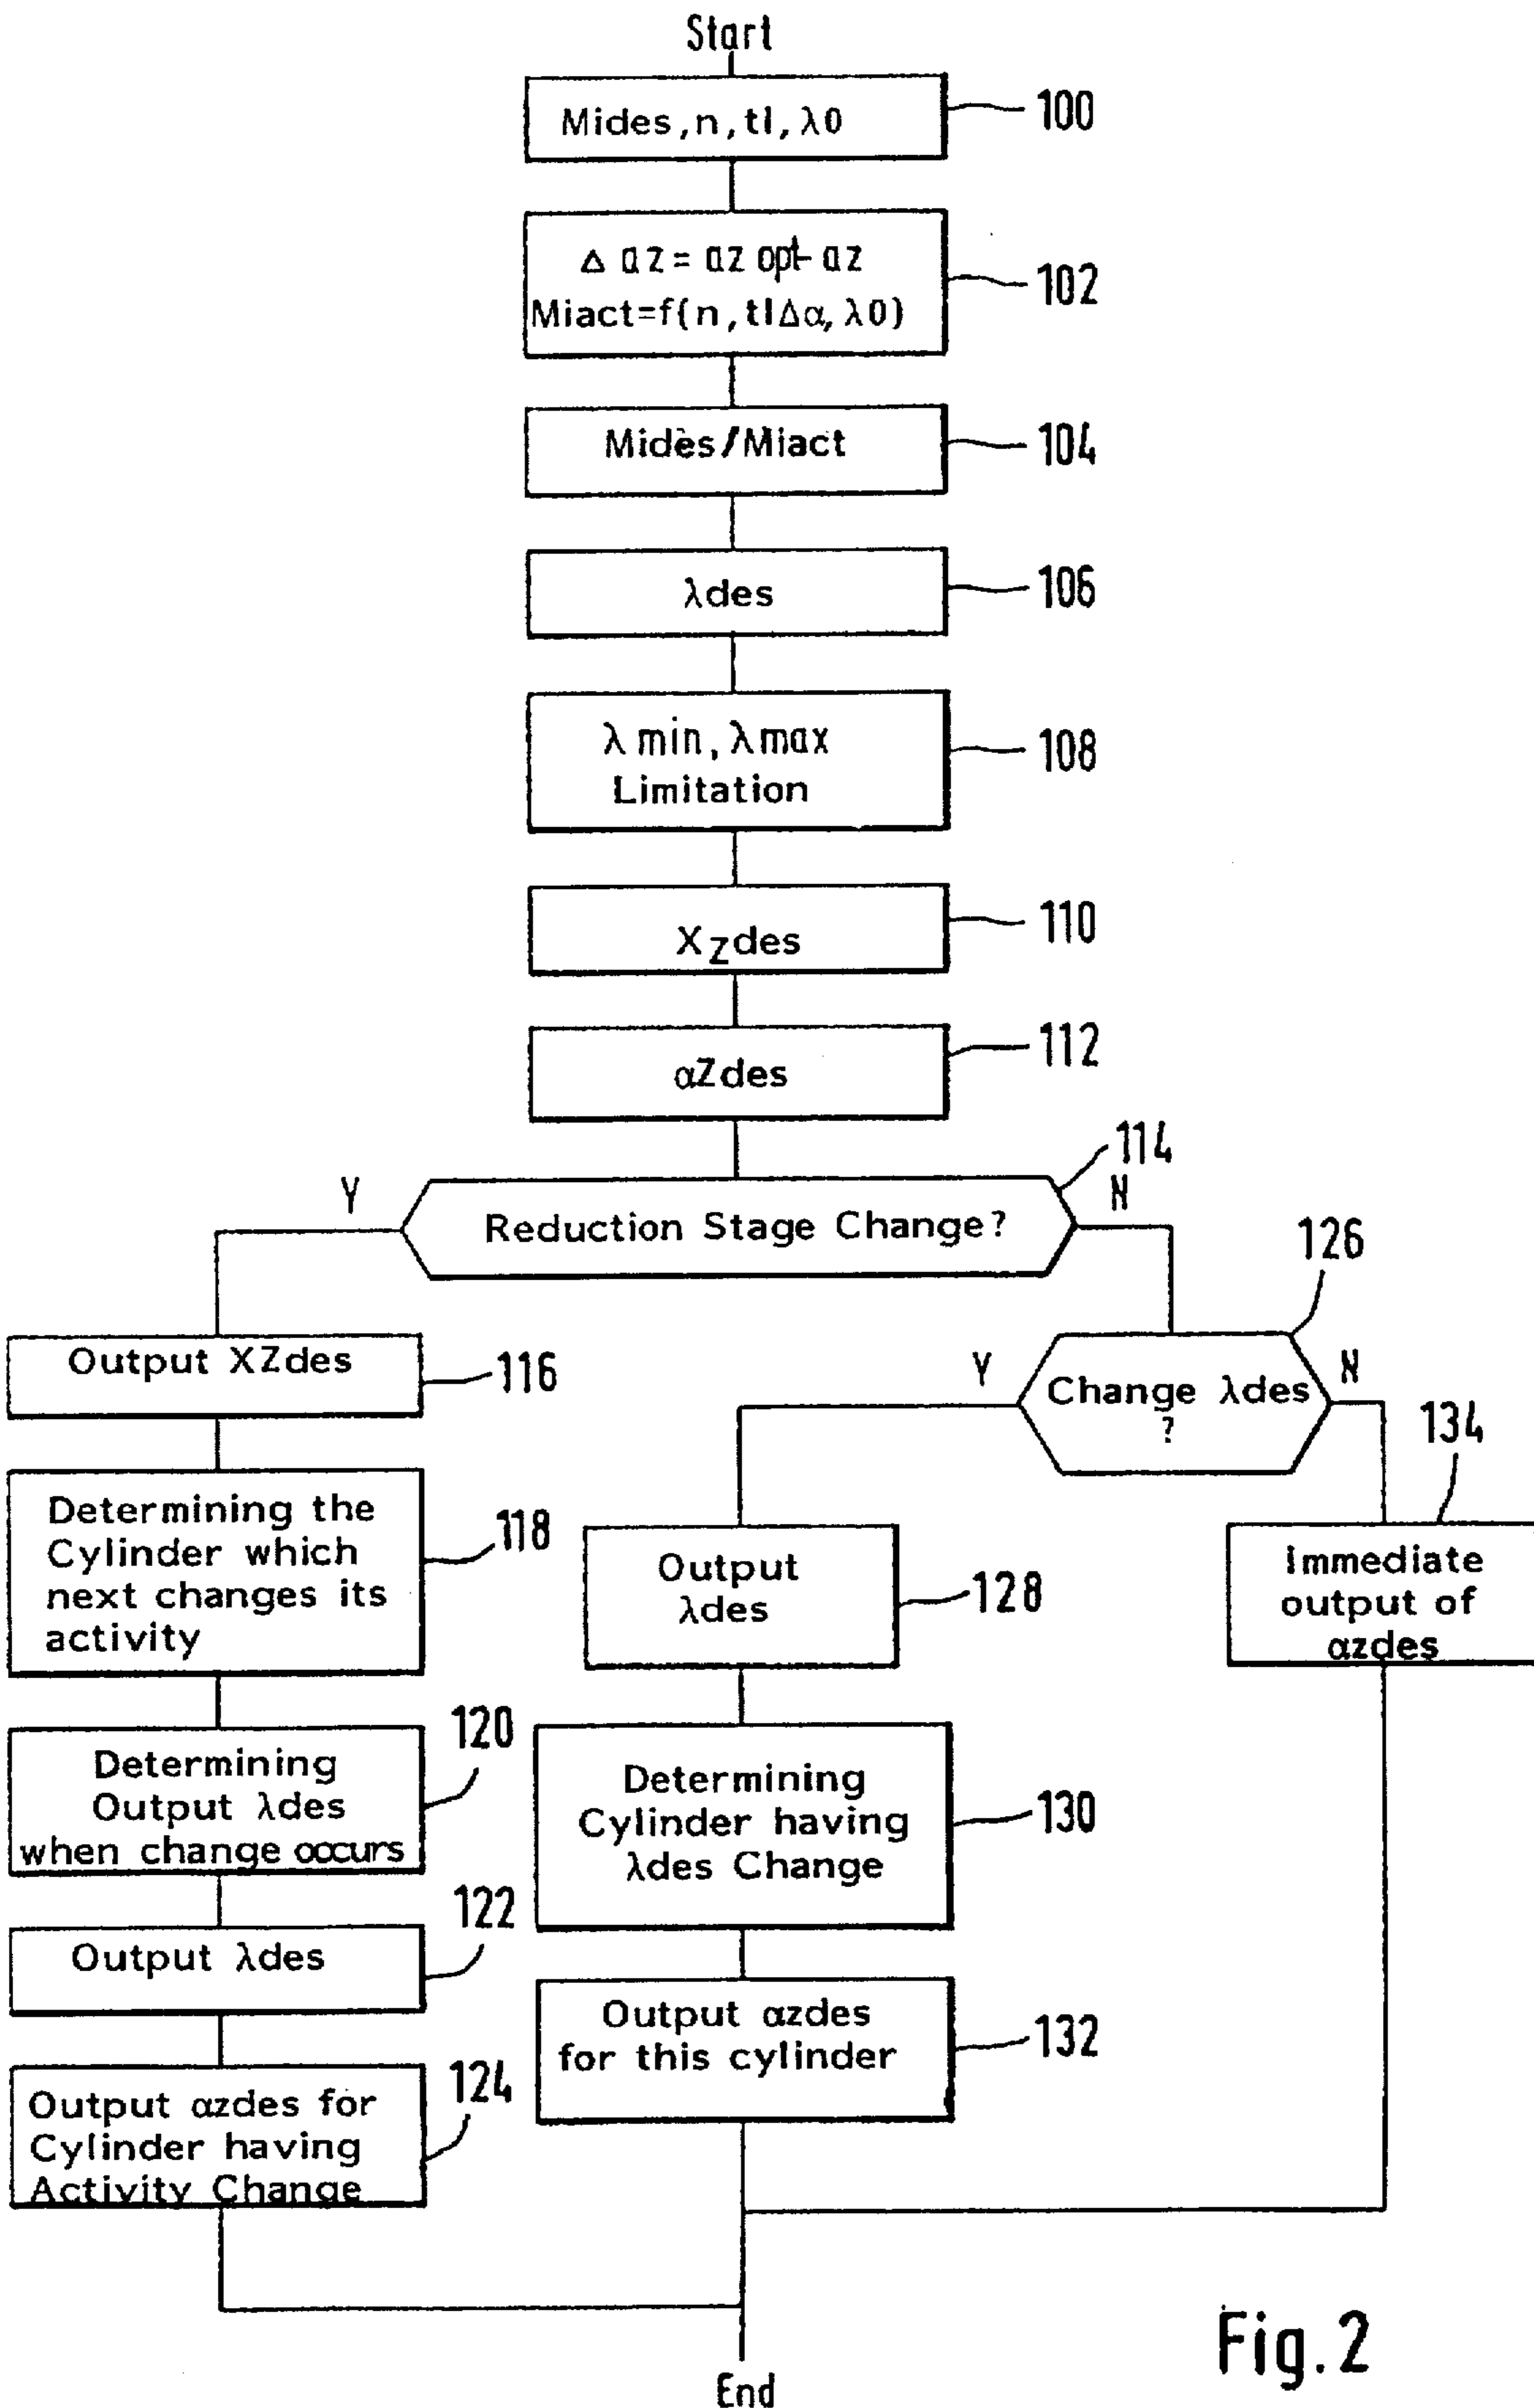 Start
Mides, n, tl, λ0
100
Δ αz = αz opt - αz
Miact=f(n, tlΔα, λ0)
102
Mides/Miact
104
λdes
106
λ min, λ max
Limitation
108
XZdes
110
αZdes
112
114
Y
Reduction Stage Change?
N
126
Output XZdes
116
Y
Change λdes
?
N
134
Determining the
Cylinder which
next changes its
activity
118
Output
λdes
128
Immediate
output of
αzdes
Determining
Output λdes
when change occurs
120
Determining
Cylinder having
λdes Change
130
Output λdes
122
Output αzdes
for this cylinder
132
Output αzdes for
Cylinder having
Activity Change
124
End
Fig. 2